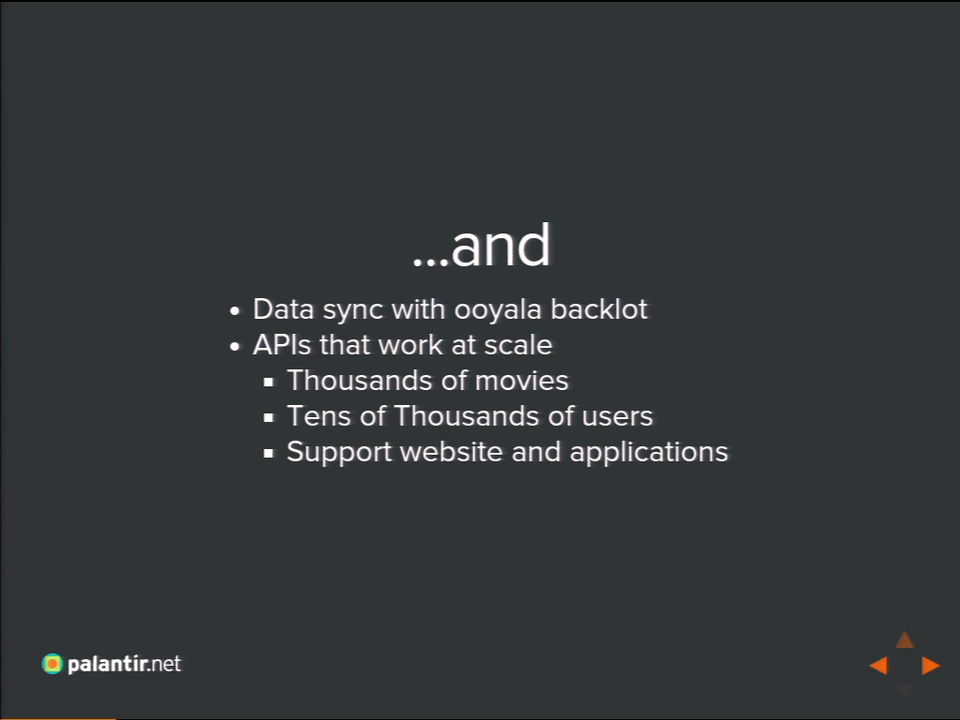 ...and
Data sync with ooyala backlot
APIs that work at scale
Thousands of movies
Tens of Thousands of users
Support website and applications
palantir.net